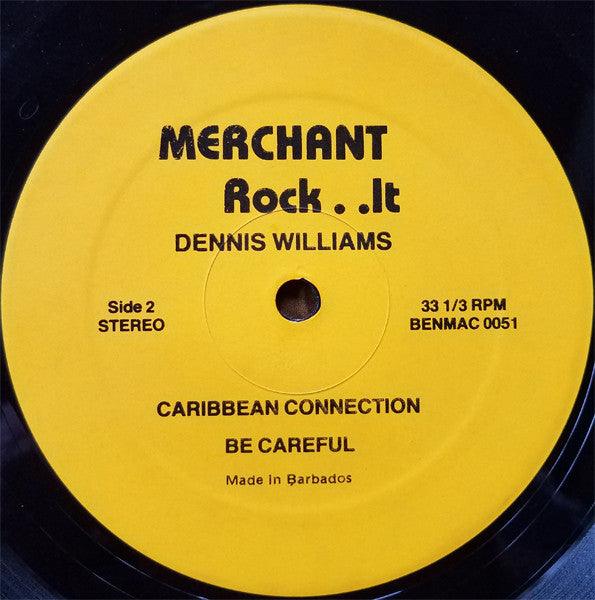 MERCHANT
Rock . .It
DENNIS WILLIAMS
Side 2
STEREO
33 1/3 RPM
BENMAC 0051
CARIBBEAN CONNECTION
BE CAREFUL
Made In Barbados